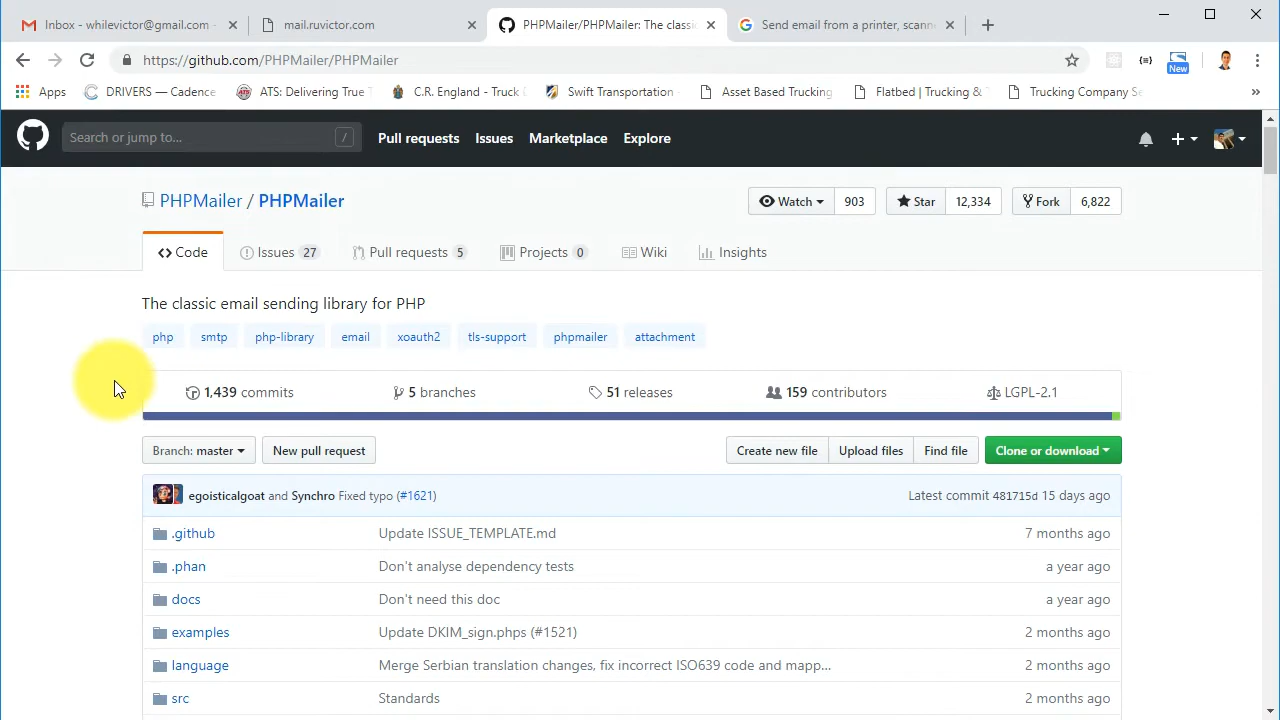 Inbox - whilevictor@gmail.com - 
mail.ruvictor.com
PHPMailer/PHPMailer: The classi
Send email from a printer, scann
https://github.com/PHPMailer/PHPMailer
New
Apps
DRIVERS — Cadence
ATS: Delivering True T
C.R. England - Truck
Swift Transportation
Asset Based Trucking
Flatbed | Trucking &
Trucking Company Se
»
Search or jump to...
/
Pull requests
Issues
Marketplace
Explore
PHPMailer / PHPMailer
Watch 903
Star 12,334
Fork 6,822
Code
Issues 27
Pull requests 5
Projects 0
Wiki
Insights
The classic email sending library for PHP
php smtp php-library email xoauth2 tls-support phpmailer attachment
1,439 commits
5 branches
51 releases
159 contributors
LGPL-2.1
Branch: master
New pull request
Create new file
Upload files
Find file
Clone or download
egoisticalgoat and Synchro Fixed typo (#1621)
Latest commit 481715d 15 days ago
.github Update ISSUE_TEMPLATE.md 7 months ago
.phan Don't analyse dependency tests a year ago
docs Don't need this doc a year ago
examples Update DKIM_sign.phps (#1521) 2 months ago
language Merge Serbian translation changes, fix incorrect ISO639 code and mapp... 2 months ago
src Standards 2 months ago